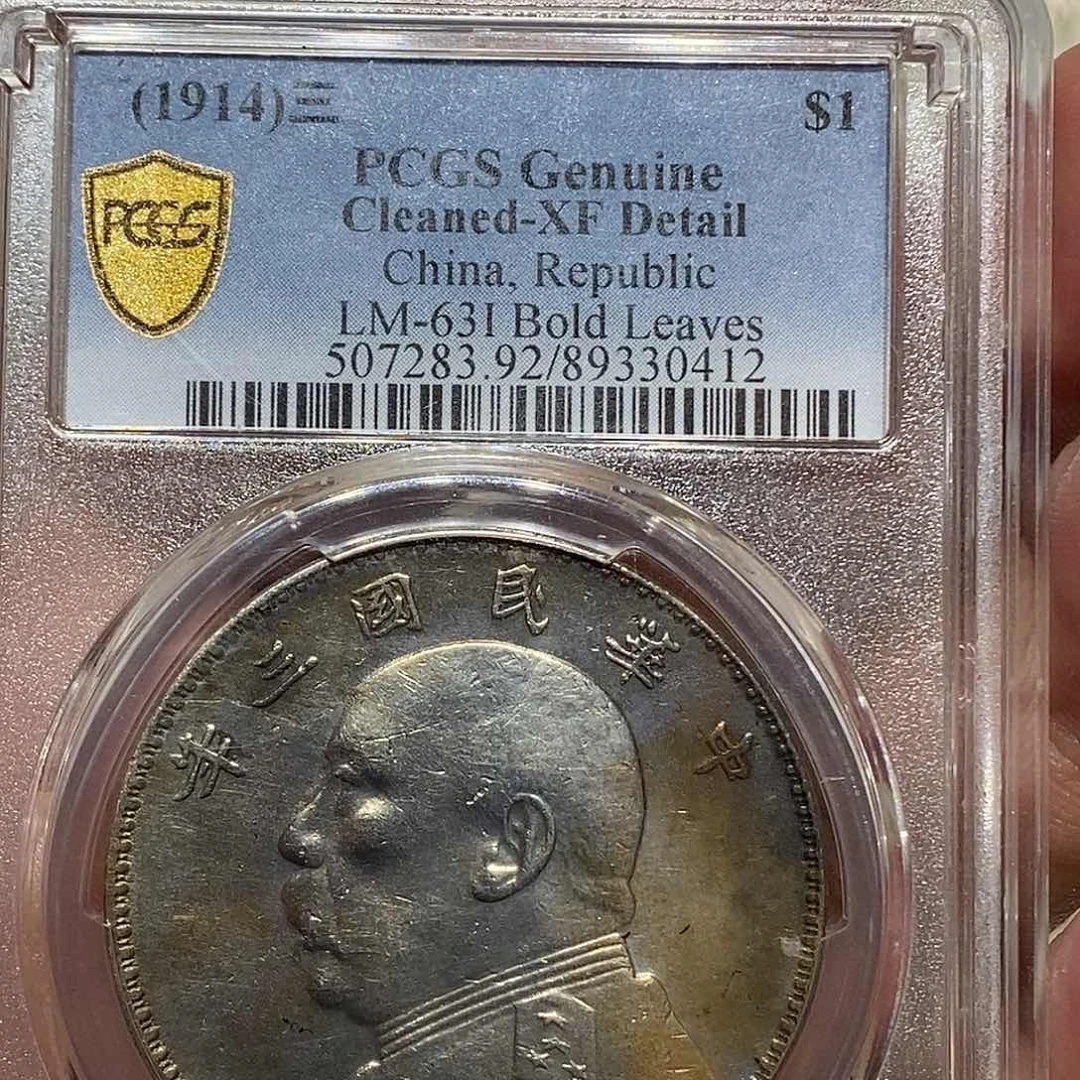 (1914)三 $1
PCGS Genuine
Cleaned-XF Detail
China, Republic
LM-63I Bold Leaves
507283.92/89330412
PCGS
中華民國三年